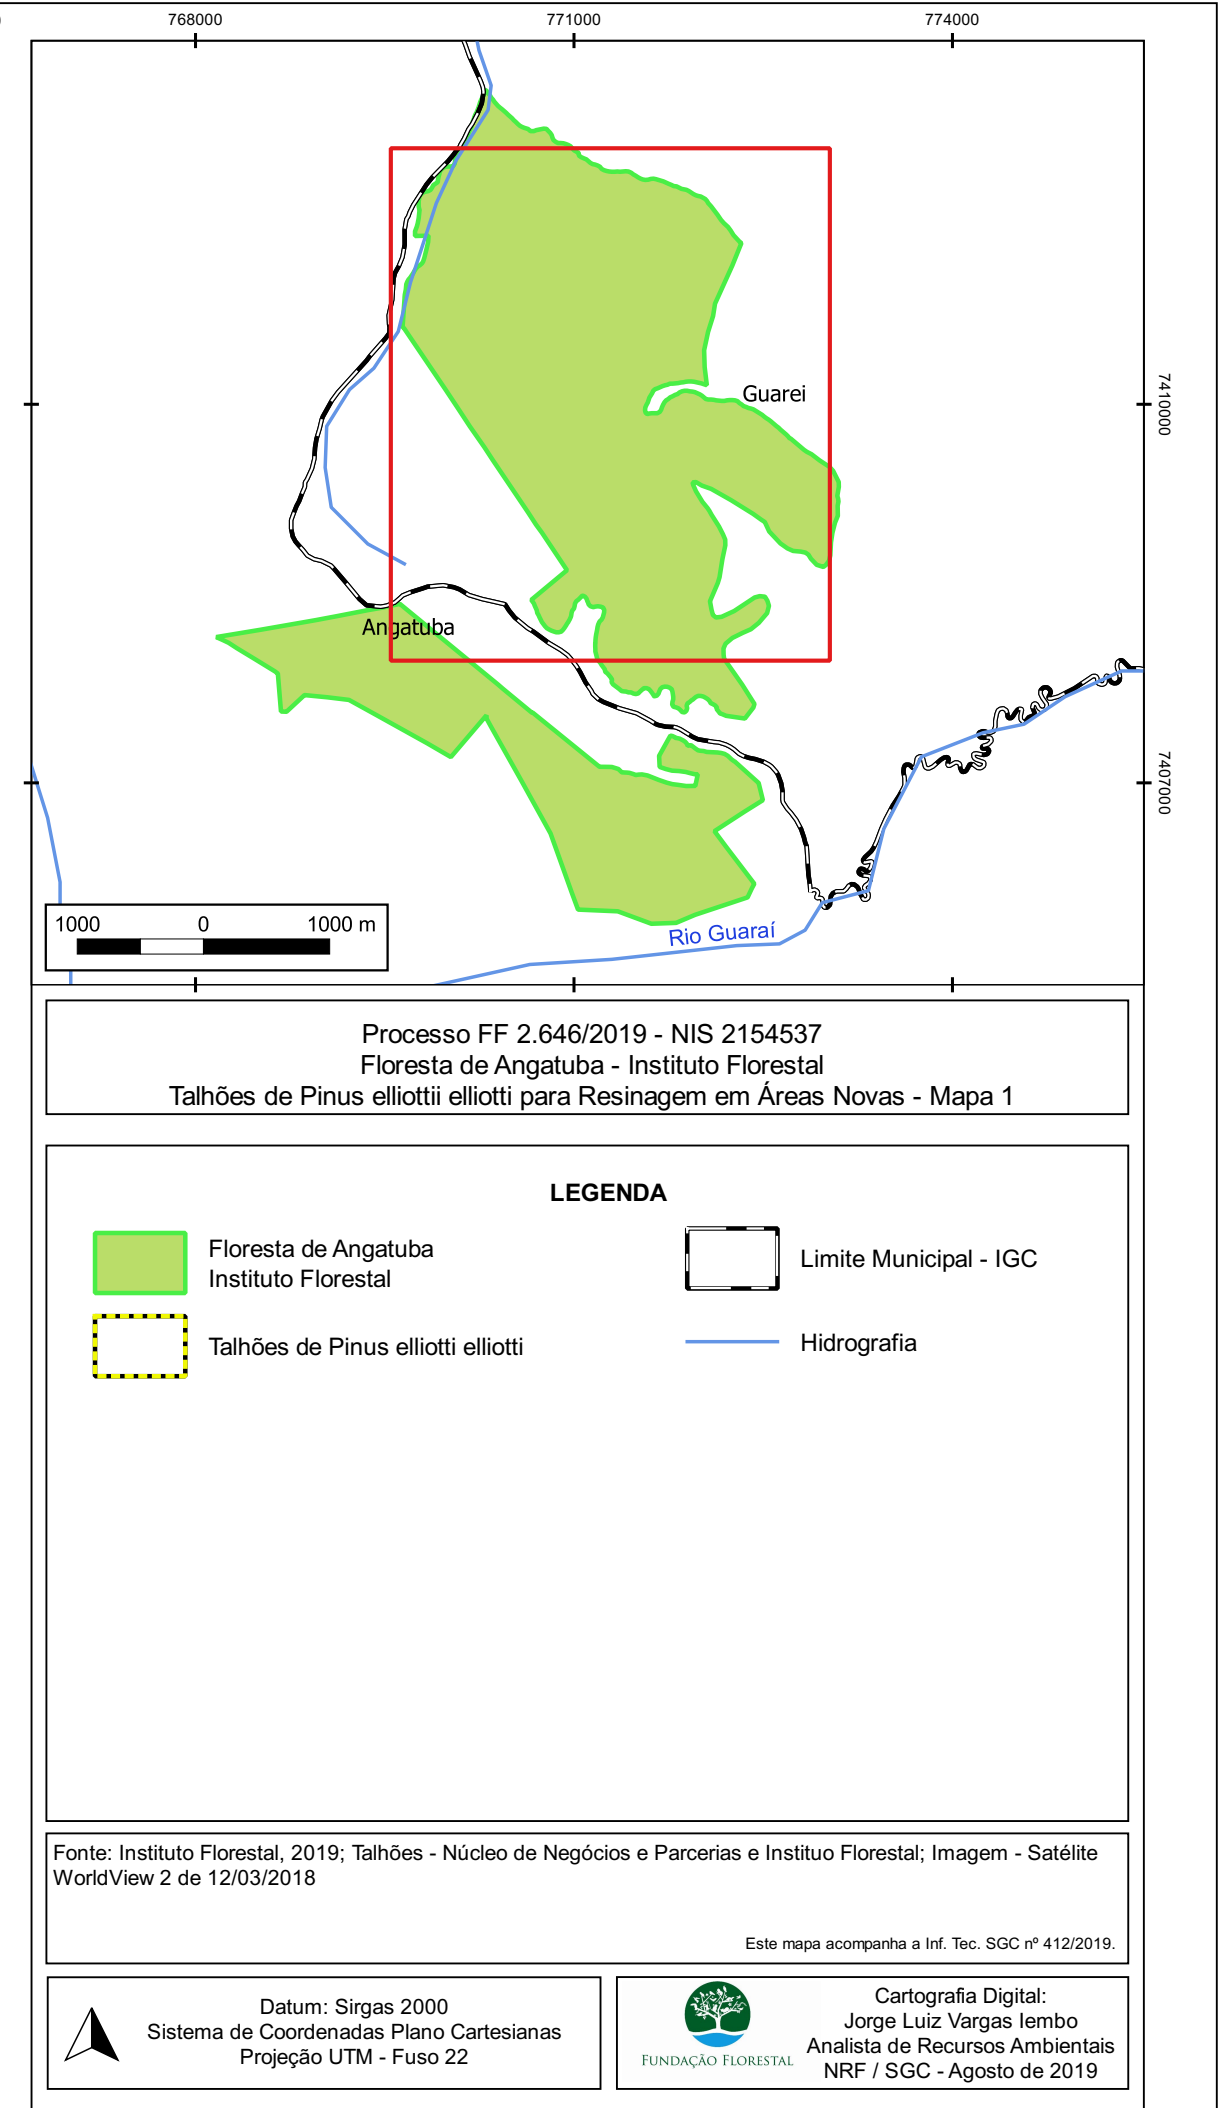 768000
771000
774000
7410000
Guarei
Angatuba
7407000
1000 0 1000 m
Rio Guaraí
Processo FF 2.646/2019 - NIS 2154537
Floresta de Angatuba - Instituto Florestal
Talhões de Pinus elliottii elliotti para Resinagem em Áreas Novas - Mapa 1
LEGENDA
Floresta de Angatuba
Instituto Florestal
Limite Municipal - IGC
Talhões de Pinus elliotti elliotti
Hidrografia
Fonte: Instituto Florestal, 2019; Talhões - Núcleo de Negócios e Parcerias e Instituo Florestal; Imagem - Satélite
WorldView 2 de 12/03/2018
Este mapa acompanha a Inf. Tec. SGC nº 412/2019.
Datum: Sirgas 2000
Sistema de Coordenadas Plano Cartesianas
Projeção UTM - Fuso 22
FUNDAÇÃO FLORESTAL
Cartografia Digital:
Jorge Luiz Vargas Iembo
Analista de Recursos Ambientais
NRF / SGC - Agosto de 2019